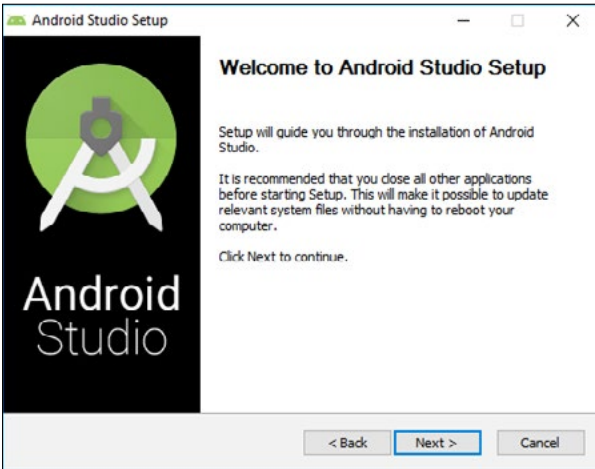 Android Studio Setup
Welcome to Android Studio Setup
Setup will guide you through the installation of Android
Studio.
It is recommended that you close all other applications
before starting Setup. This will make it possible to update
relevant system files without having to reboot your
computer.
Click Next to continue.
Android
Studio
< Back
Next >
Cancel